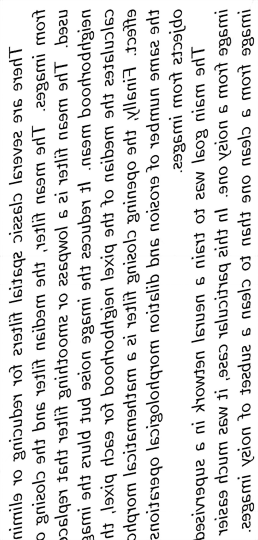 There are several classic spatial filters for reducing or elimin
from images. The mean filter, the median filter and the closing o
used. The mean filter is a lowpass or smoothing filter that replace
neighborhood mean. It reduces the image noise but blurs the imag
calculates the median of the pixel neighborhood for each pixel, th
effect. Finally, the opening closing filter is a mathematical morpho
the same number of erosion and dilation morphological operations
objects from images.
The main goal was to train a neural network in a supervised
image from a noisy one. In this particular case, it was much easier
image from a clean one than to clean a subset of noisy images.